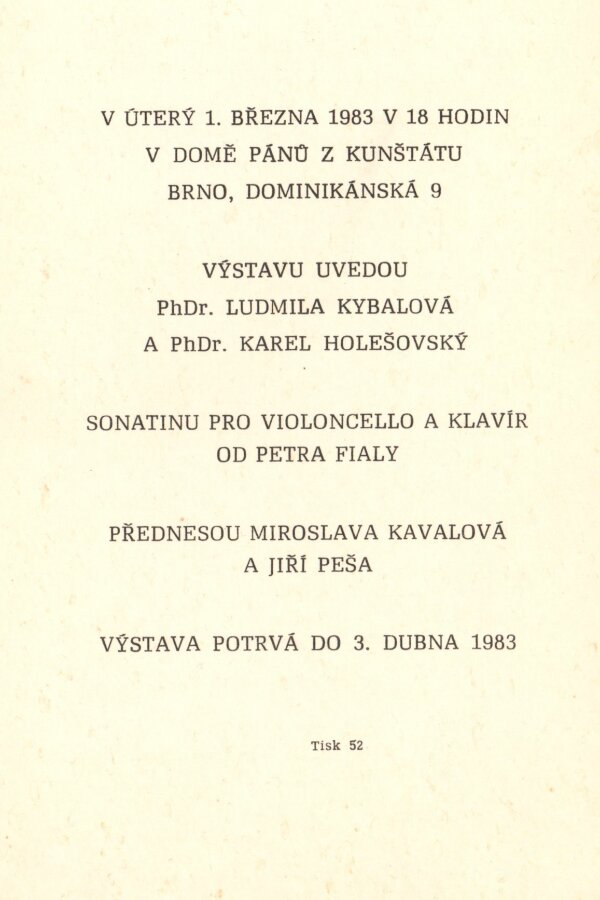 V ÚTERÝ 1. BŘEZNA 1983 V 18 HODIN
V DOMĚ PÁNŮ Z KUNŠTÁTU
BRNO, DOMINIKÁNSKÁ 9
VÝSTAVU UVEDOU
PhDr. LUDMILA KYBALOVÁ
A PhDr. KAREL HOLEŠOVSKÝ
SONATINU PRO VIOLONCELLO A KLAVÍR
OD PETRA FIALY
PŘEDNESOU MIROSLAVA KAVALOVÁ
A JIŘÍ PEŠA
VÝSTAVA POTRVÁ DO 3. DUBNA 1983
Tisk 52